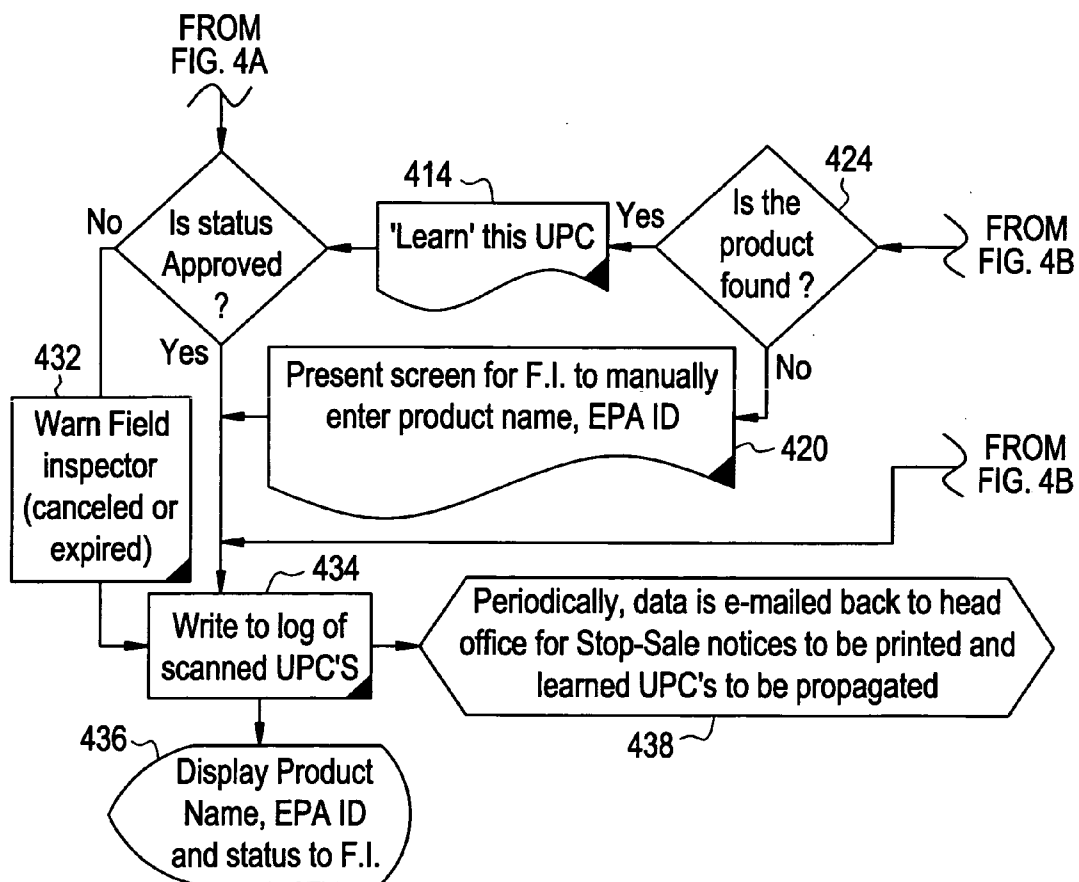 FROM
FIG. 4A
424
414
No
Is status
Approved
?
'Learn' this UPC
Yes
Is the
product
found ?
FROM
FIG. 4B
432
Yes
Present screen for F.I. to manually
enter product name, EPA ID
No
420
Warn Field
inspector
(canceled or
expired)
FROM
FIG. 4B
434
Write to log of
scanned UPC'S
Periodically, data is e-mailed back to head
office for Stop-Sale notices to be printed and
learned UPC's to be propagated
438
436
Display Product
Name, EPA ID
and status to F.I.